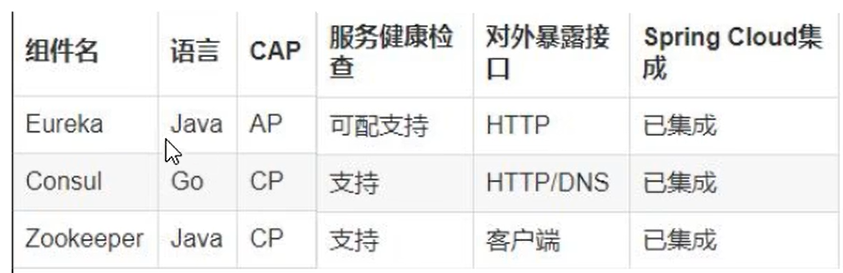 组件名 语言 CAP 服务健康检查 对外暴露接口 Spring Cloud集成
Eureka Java AP 可配支持 HTTP 已集成
Consul Go CP 支持 HTTP/DNS 已集成
Zookeeper Java CP 支持 客户端 已集成